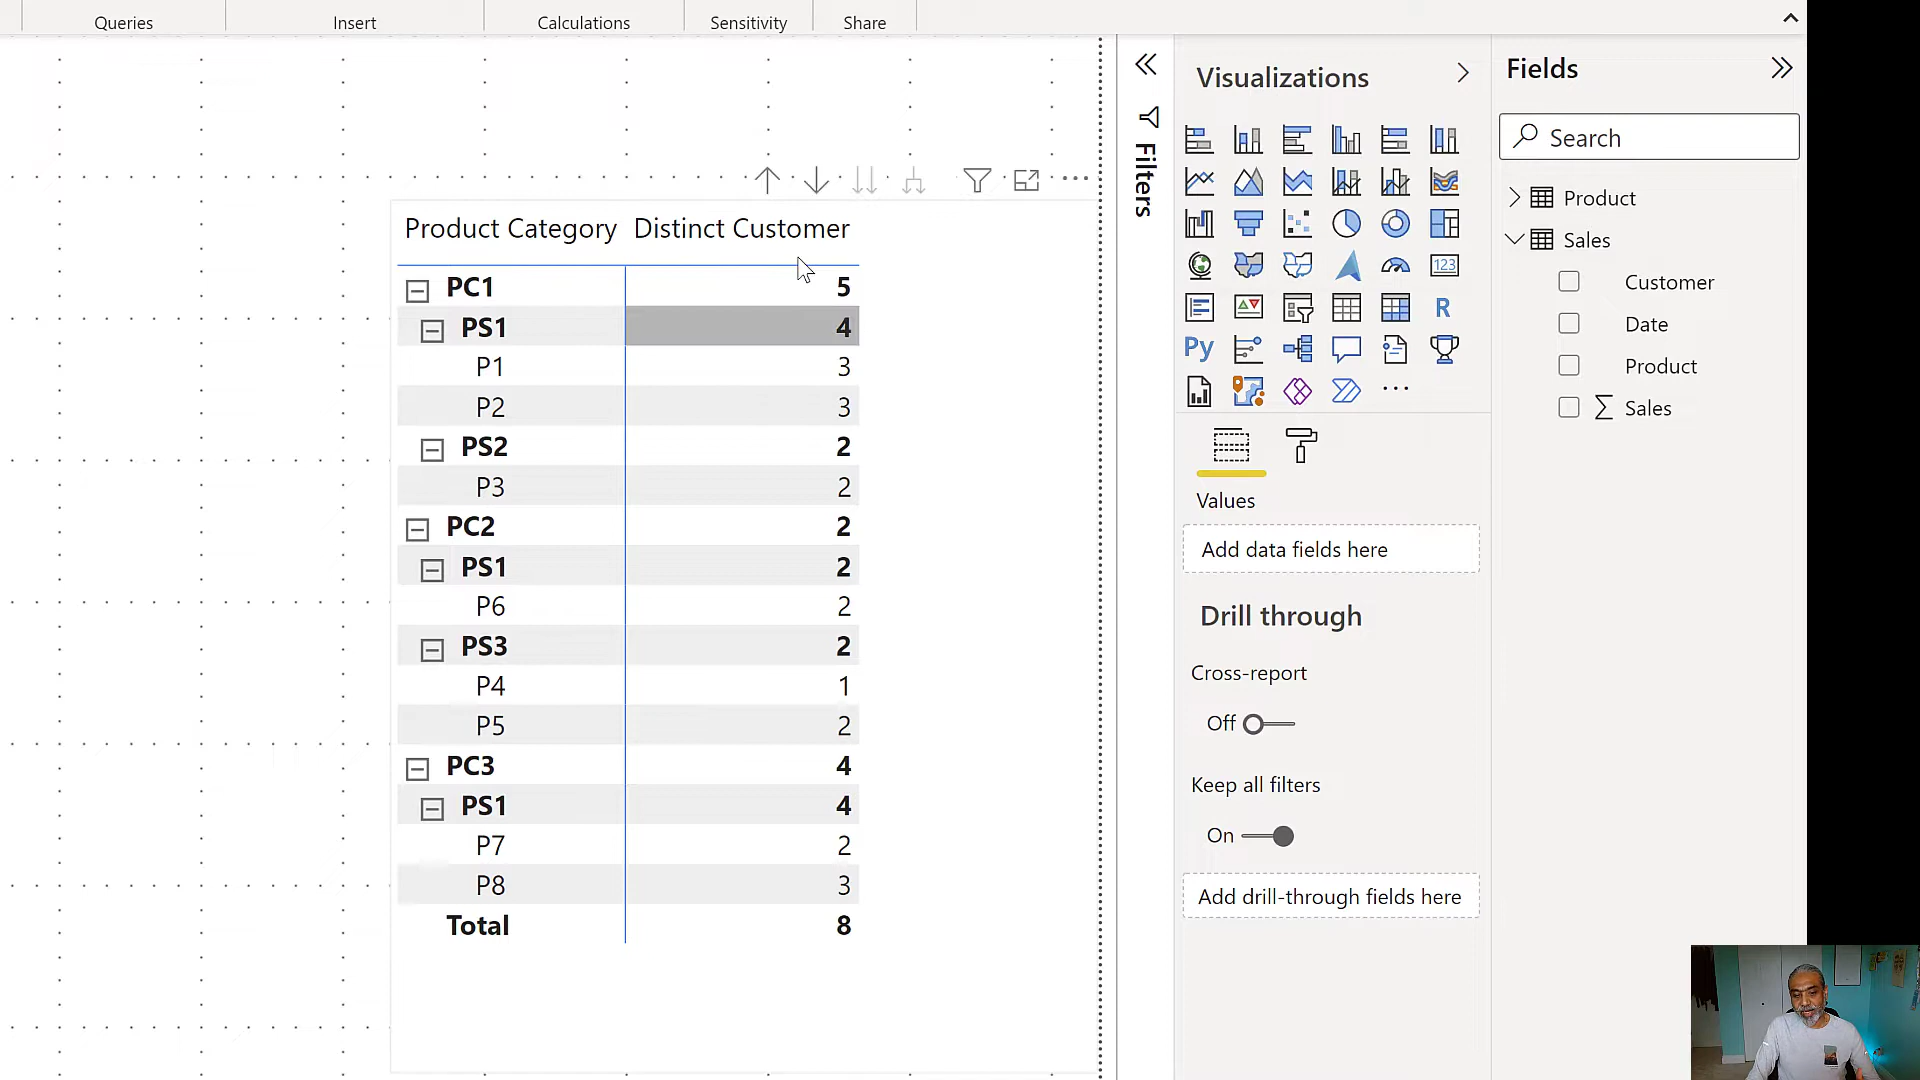 Queries Insert Calculations Sensitivity Share
Product Category Distinct Customer
PC1 5
PS1 4
P1 3
P2 3
PS2 2
P3 2
PC2 2
PS1 2
P6 2
PS3 2
P4 1
P5 2
PC3 4
PS1 4
P7 2
P8 3
Total 8
Filters
Visualizations
123
R
Py
Values
Add data fields here
Drill through
Cross-report
Off
Keep all filters
On
Add drill-through fields here
Fields
Search
Product
Sales
Customer
Date
Product
Σ Sales